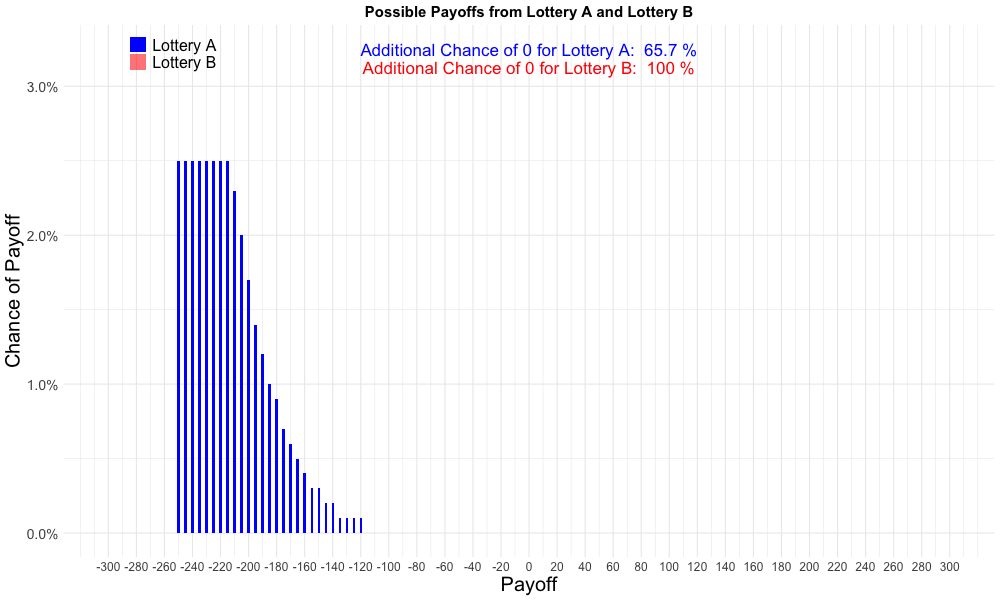 Possible Payoffs from Lottery A and Lottery B
Lottery A
Lottery B
Additional Chance of 0 for Lottery A: 65.7 %
Additional Chance of 0 for Lottery B: 100 %
Chance of Payoff
3.0%
2.0%
1.0%
0.0%
-300 -280 -260 -240 -220 -200 -180 -160 -140 -120 -100 -80 -60 -40 -20 0 20 40 60 80 100 120 140 160 180 200 220 240 260 280 300
Payoff